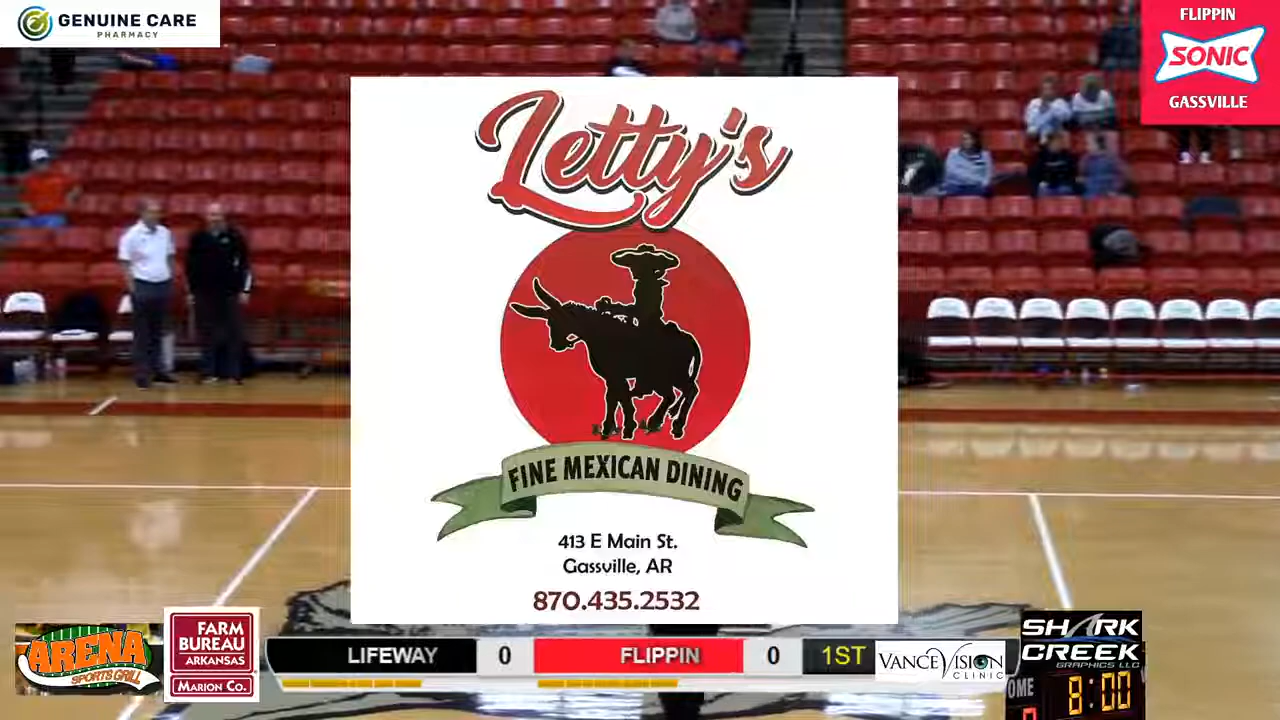 GENUINE CARE
PHARMACY
FLIPPIN
SONIC
GASSVILLE
Letty's
FINE MEXICAN DINING
413 E Main St.
Gassville, AR
870.435.2532
ARENA
SPORTS GRILL
FARM
BUREAU
ARKANSAS
MARION CO.
LIFEWAY 0 FLIPPIN 0 1ST
VANCE VISION
CLINIC
SHARK
CREEK
GRAPHICS LLC
OME 8:00